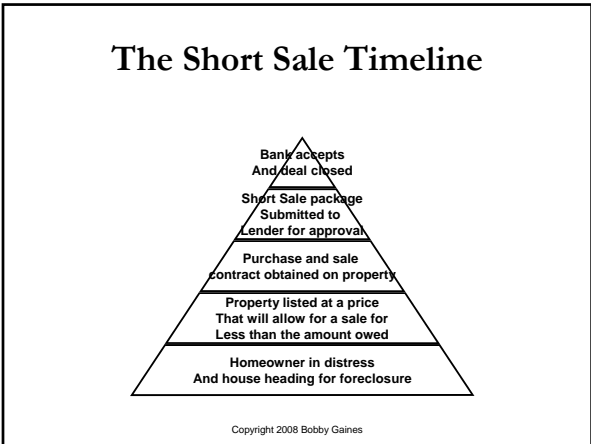 The Short Sale Timeline
Bank accepts
And deal closed
Short Sale package
Submitted to
Lender for approval
Purchase and sale
contract obtained on property
Property listed at a price
That will allow for a sale for
Less than the amount owed
Homeowner in distress
And house heading for foreclosure
Copyright 2008 Bobby Gaines